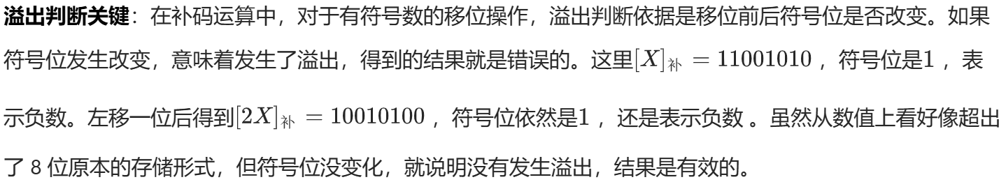 溢出判断关键：在补码运算中，对于有符号数的移位操作，溢出判断依据是移位前后符号位是否改变。如果
符号位发生改变，意味着发生了溢出，得到的结果就是错误的。这里[X]补 = 11001010 ，符号位是1 ，表
示负数。左移一位后得到[2X]补 = 10010100 ，符号位依然是1 ，还是表示负数 。虽然从数值上看好像超出
了 8 位原本的存储形式，但符号位没变化，就说明没有发生溢出，结果是有效的。